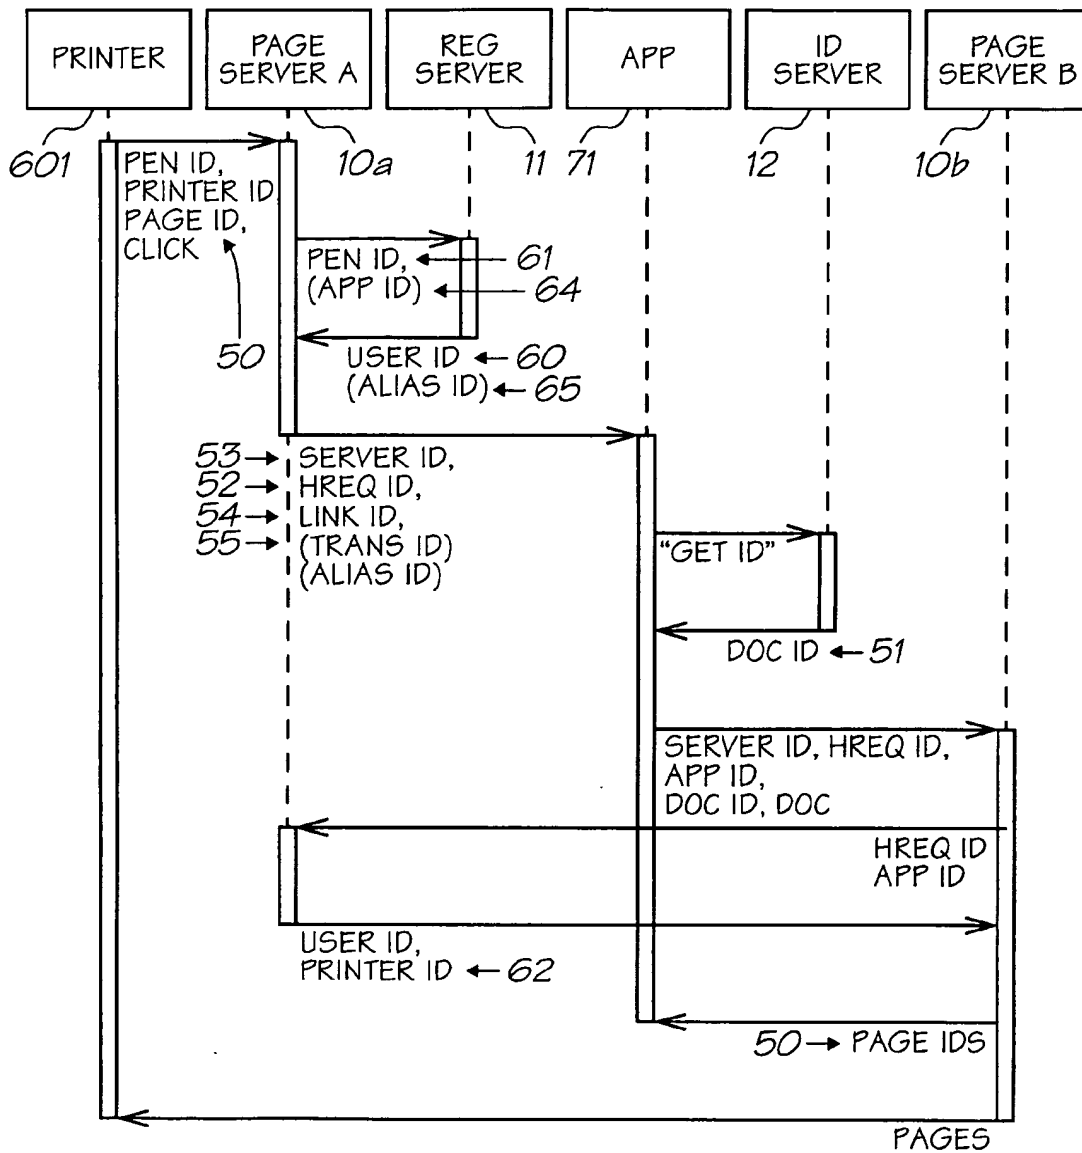 PRINTER
PAGE
SERVER A
REG
SERVER
APP
ID
SERVER
PAGE
SERVER B
601
10a
11
71
12
10b
PEN ID,
PRINTER ID
PAGE ID,
CLICK
50
PEN ID,
61
(APP ID)
64
USER ID
60
(ALIAS ID)
65
53
SERVER ID,
52
HREQ ID,
54
LINK ID,
55
(TRANS ID)
(ALIAS ID)
"GET ID"
DOC ID
51
SERVER ID, HREQ ID,
APP ID,
DOC ID, DOC
HREQ ID
APP ID
USER ID,
PRINTER ID
62
50
PAGE IDS
PAGES